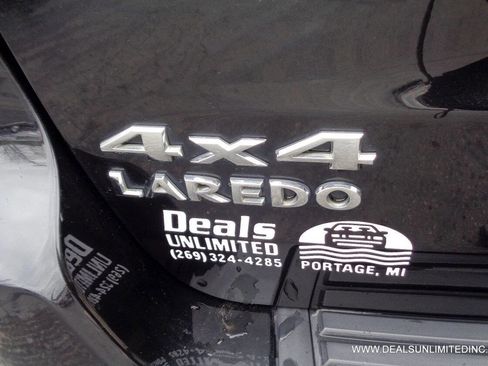 4x4
LAREDO
Deals
UNLIMITED
(269)324-4285
PORTAGE, MI
WWW.DEALSUNLIMITEDINC.